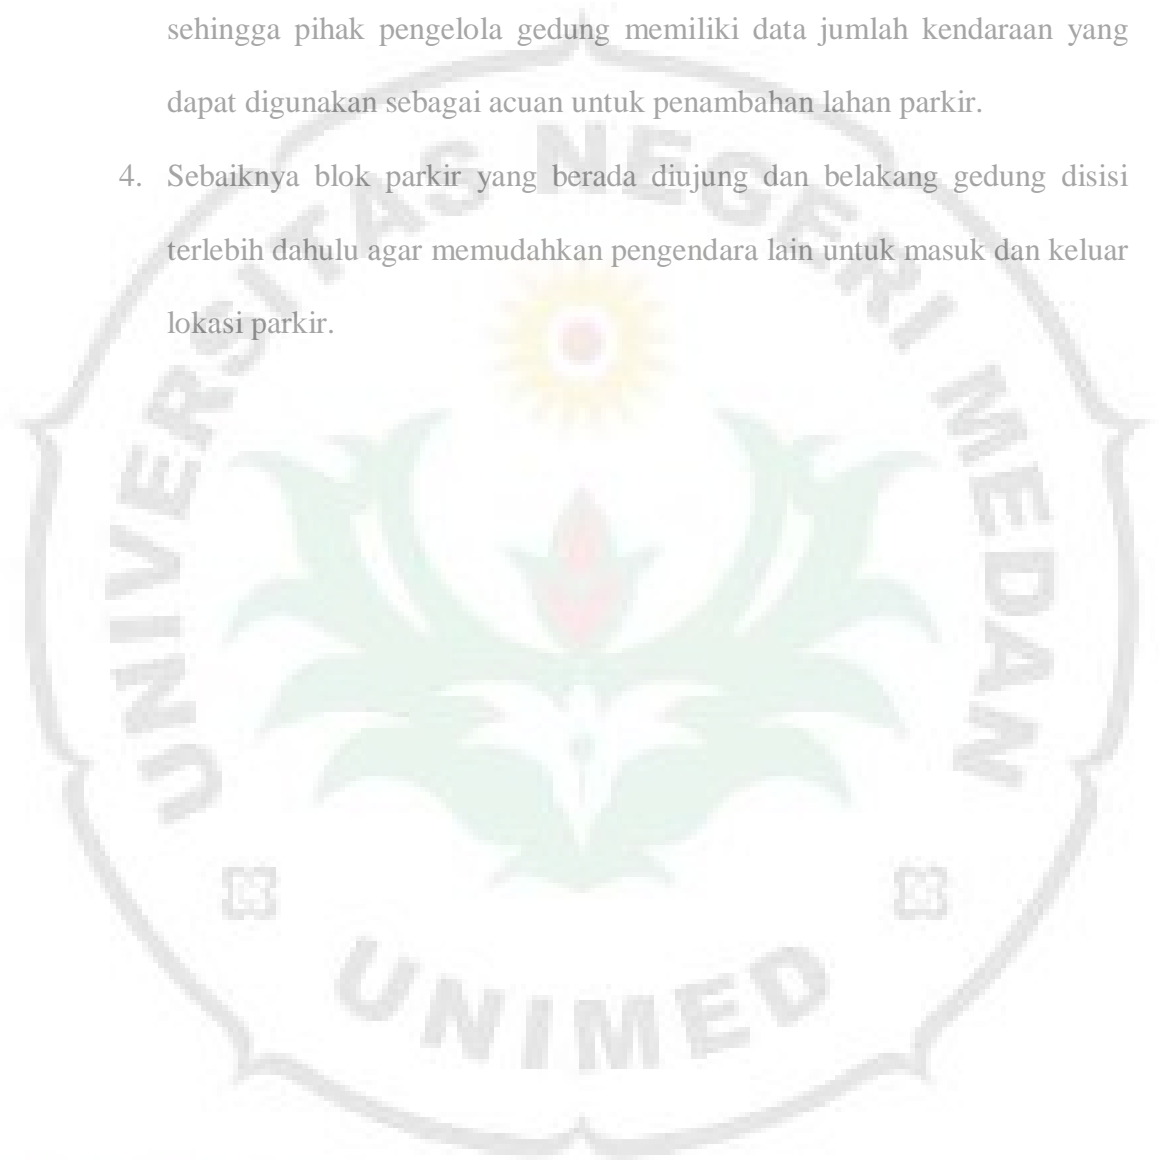 sehingga pihak pengelola gedung memiliki data jumlah kendaraan yang
dapat digunakan sebagai acuan untuk penambahan lahan parkir.
4. Sebaiknya blok parkir yang berada diujung dan belakang gedung disisi
terlebih dahulu agar memudahkan pengendara lain untuk masuk dan keluar
lokasi parkir.
UNIVERSITAS NEGERI MEDAN
UNIMED